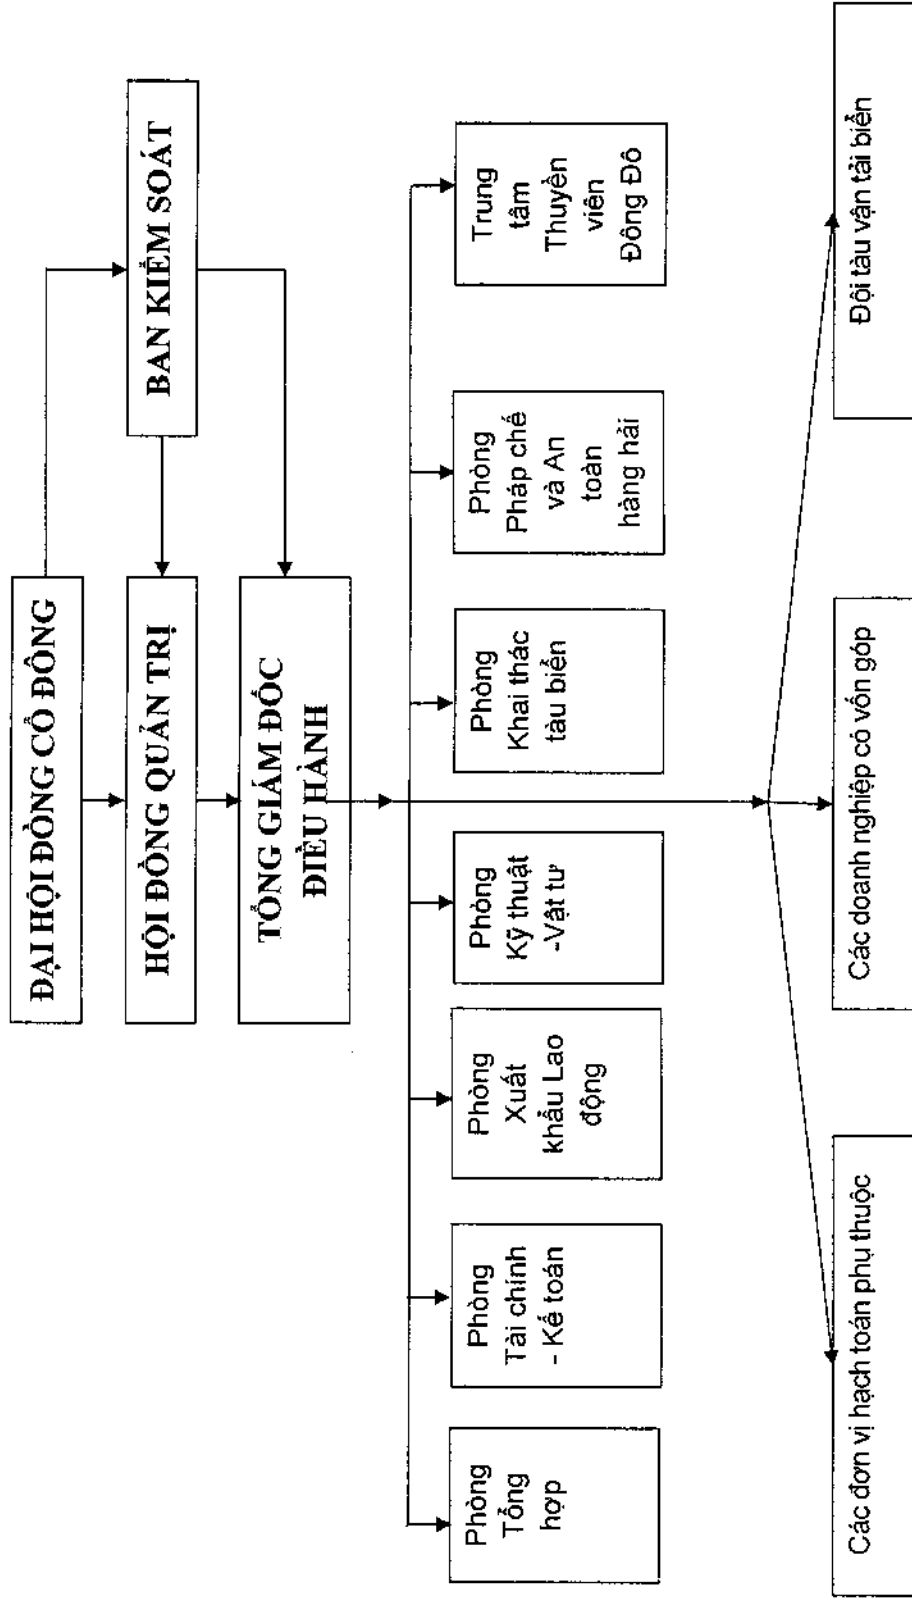 ĐẠI HỘI ĐỒNG CỔ ĐÔNG
HỘI ĐỒNG QUẢN TRỊ
BAN KIỂM SOÁT
TỔNG GIÁM ĐỐC
ĐIỀU HÀNH
Phòng
Tổng
hợp
Phòng
Tài chính
- Kế toán
Phòng
Xuất
khẩu Lao
động
Phòng
Kỹ thuật
-Vật tư
Phòng
Khai thác
tàu biển
Phòng
Pháp chế
và An
toàn
hàng hải
Trung
tâm
Thuyền
viên
Đông Đô
Các đơn vị hạch toán phụ thuộc
Các doanh nghiệp có vốn góp
Đội tàu vận tải biển